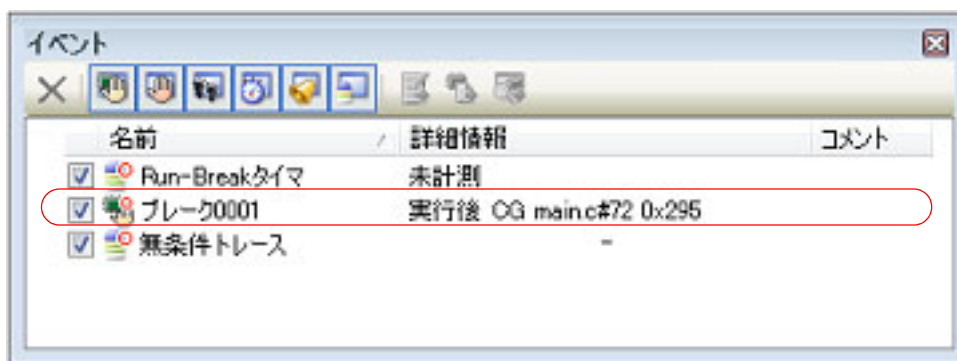 イベント
名前 詳細情報 コメント
Run-Breakタイマ 未計測
ブレーク0001 実行後 CG main.c#72 0x295
無条件トレース -